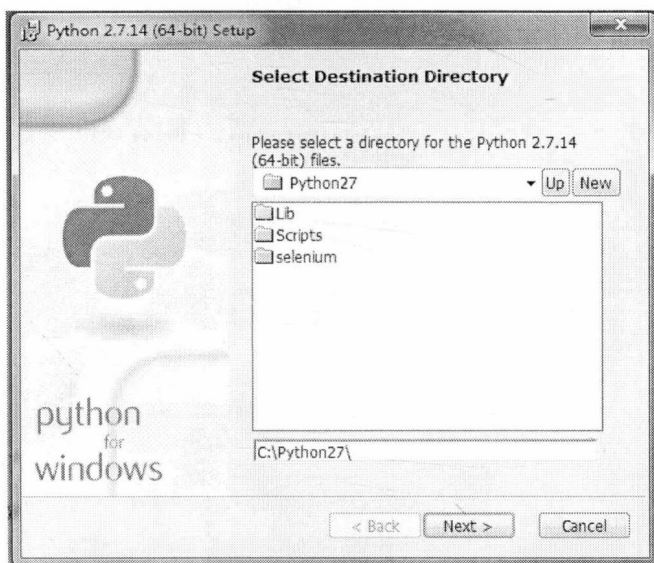 Python 2.7.14 (64-bit) Setup
Select Destination Directory
Please select a directory for the Python 2.7.14
(64-bit) files.
Python27
Up
New
Lib
Scripts
selenium
python
for
windows
C:\Python27\
< Back
Next >
Cancel